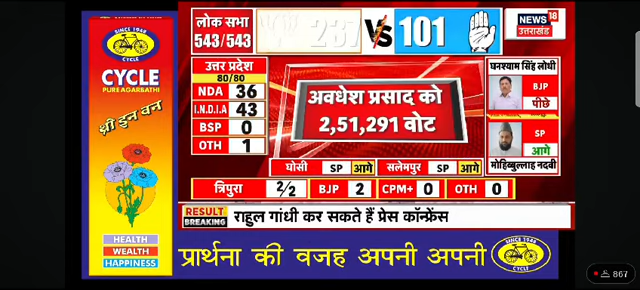 SINCE 1948
CYCLE
CYCLE
PURE AGARBATHI
श्री इन वन
HEALTH
WEALTH
HAPPINESS
लोक सभा
543/543
237 VS 101
NEWS 18
उत्तराखंड
उत्तर प्रदेश
80/80
NDA 36
I.N.D.I.A 43
BSP 0
OTH 1
अवधेश प्रसाद को
2,51,291 वोट
घनश्याम सिंह लोधी
BJP
पीछे
SP
आगे
मोहिब्बुल्लाह नदवी
घोसी SP आगे सलेमपुर SP आगे
त्रिपुरा 2/2 BJP 2 CPM+ 0 OTH 0
RESULT
BREAKING
राहुल गांधी कर सकते हैं प्रेस कॉन्फ्रेंस
प्रार्थना की वजह अपनी अपनी
SINCE 1948
CYCLE
867